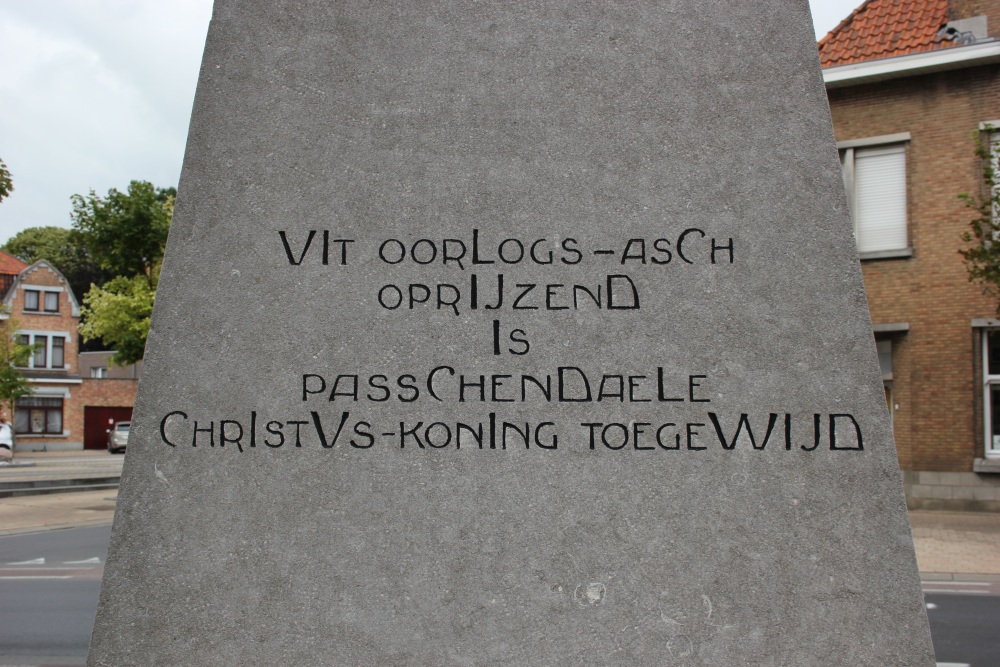 VIT OORLOGS-ASCH
OPRIJZEND
IS
PASSCHENDAELE
CHRISTVS-KONING TOEGEWIJD